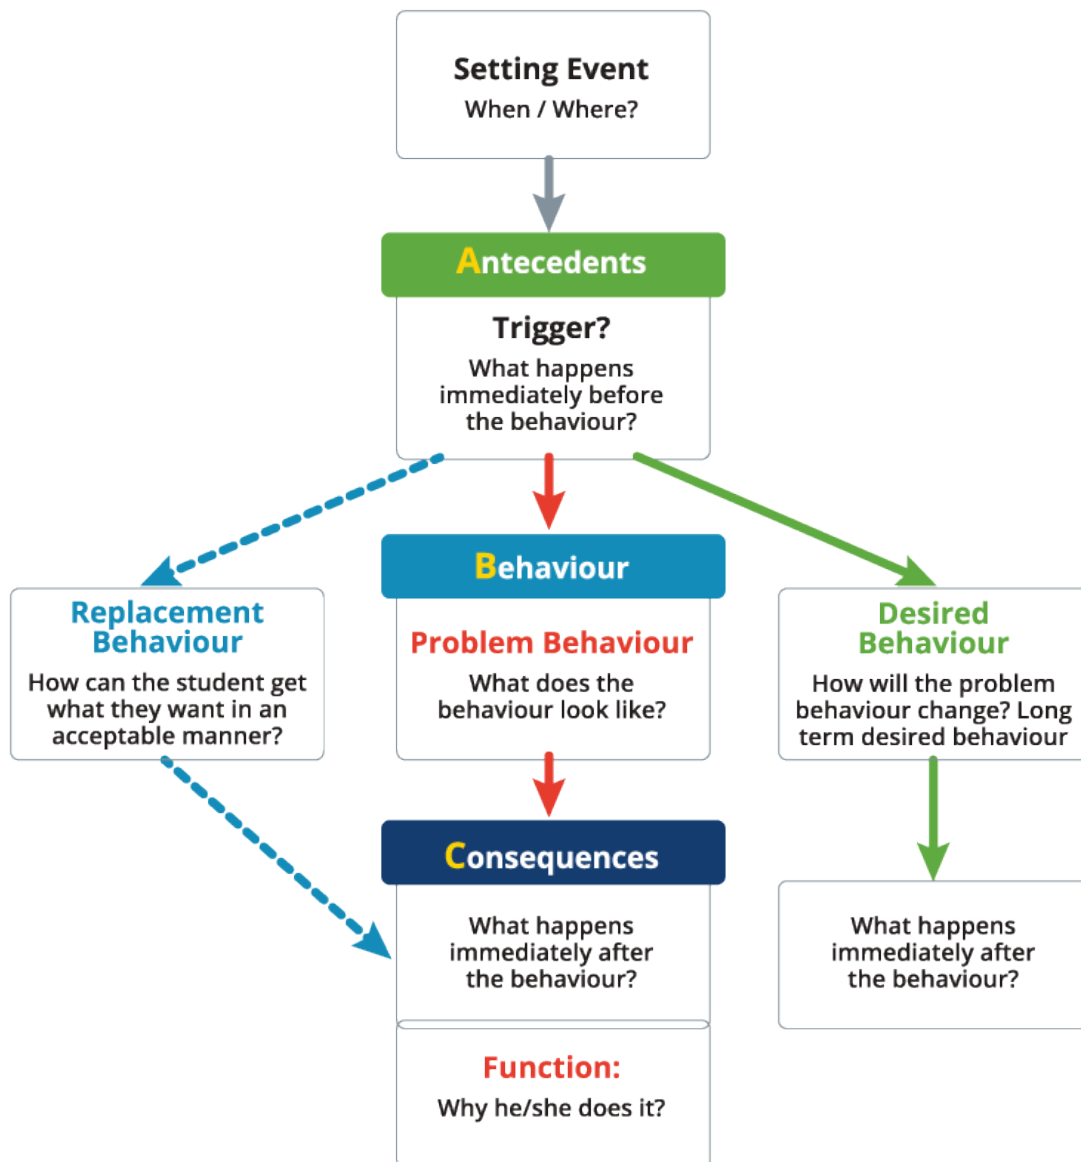 Setting Event
When / Where?
Antecedents
Trigger?
What happens
immediately before
the behaviour?
Replacement
Behaviour
How can the student get
what they want in an
acceptable manner?
Behaviour
Problem Behaviour
What does the
behaviour look like?
Desired
Behaviour
How will the problem
behaviour change? Long
term desired behaviour
Consequences
What happens
immediately after
the behaviour?
Function:
Why he/she does it?
What happens
immediately after
the behaviour?